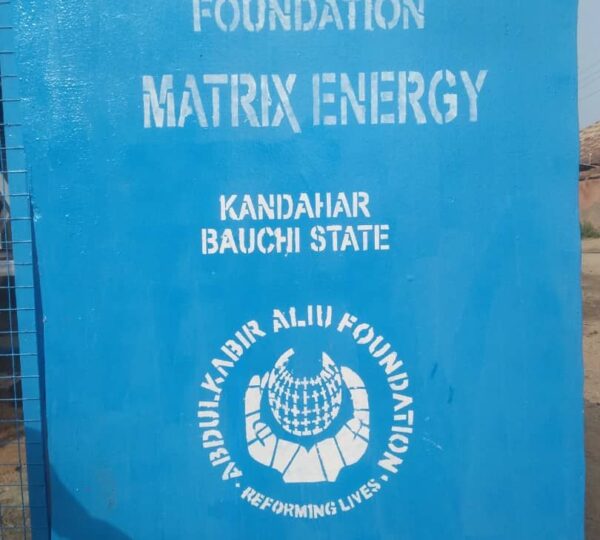 FOUNDATION
MATRIX ENERGY
KANDAHAR
BAUCHI STATE
ABDULKABIR ALIU FOUNDATION
• REFORMING LIVES •